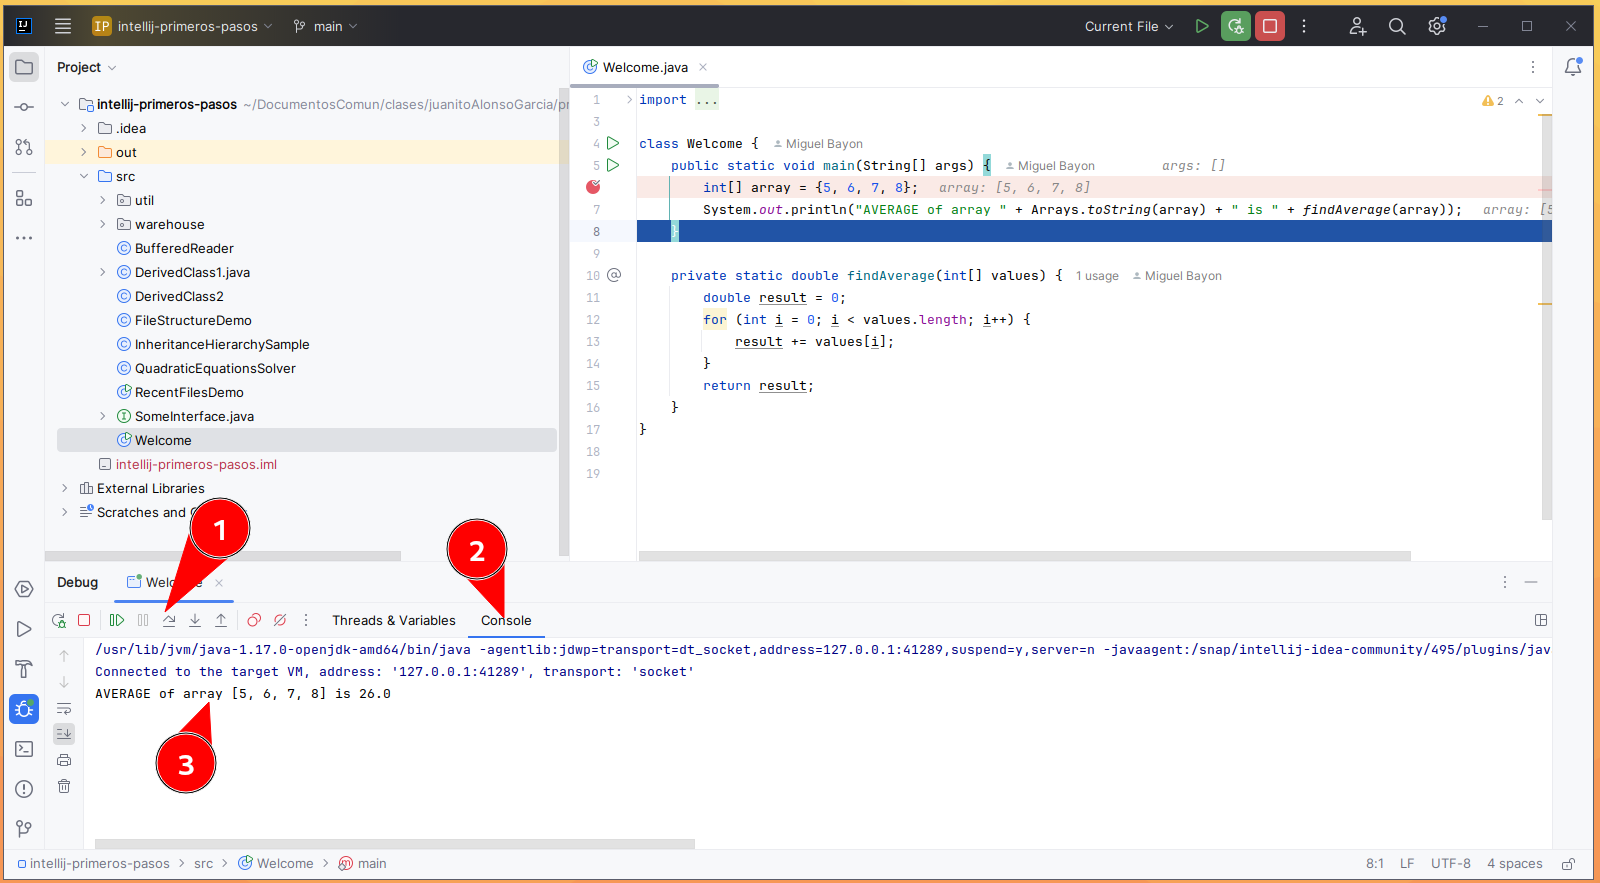 IJ IP intellij-primeros-pasos main Current File
Project
intellij-primeros-pasos ~/DocumentosComun/clases/juanitoAlonsoGarcia/pr
.idea
out
src
util
warehouse
BufferedReader
DerivedClass1.java
DerivedClass2
FileStructureDemo
InheritanceHierarchySample
QuadraticEquationsSolver
RecentFilesDemo
SomeInterface.java
Welcome
intellij-primeros-pasos.iml
External Libraries
Scratches and
Welcome.java
2
1 import ...
3
4 class Welcome { Miguel Bayon
5 public static void main(String[] args) { Miguel Bayon args: []
int[] array = {5, 6, 7, 8}; array: [5, 6, 7, 8]
7 System.out.println("AVERAGE of array " + Arrays.toString(array) + " is " + findAverage(array)); array: [5
8 }
9
10 @ private static double findAverage(int[] values) { 1 usage Miguel Bayon
11 double result = 0;
12 for (int i = 0; i < values.length; i++) {
13 result += values[i];
14 }
15 return result;
16 }
17 }
18
19
1
2
Debug Welcome
Threads & Variables Console
/usr/lib/jvm/java-1.17.0-openjdk-amd64/bin/java -agentlib:jdwp=transport=dt_socket,address=127.0.0.1:41289,suspend=y,server=n -javaagent:/snap/intellij-idea-community/495/plugins/jav
Connected to the target VM, address: '127.0.0.1:41289', transport: 'socket'
AVERAGE of array [5, 6, 7, 8] is 26.0
3
intellij-primeros-pasos > src > Welcome > main 8:1 LF UTF-8 4 spaces